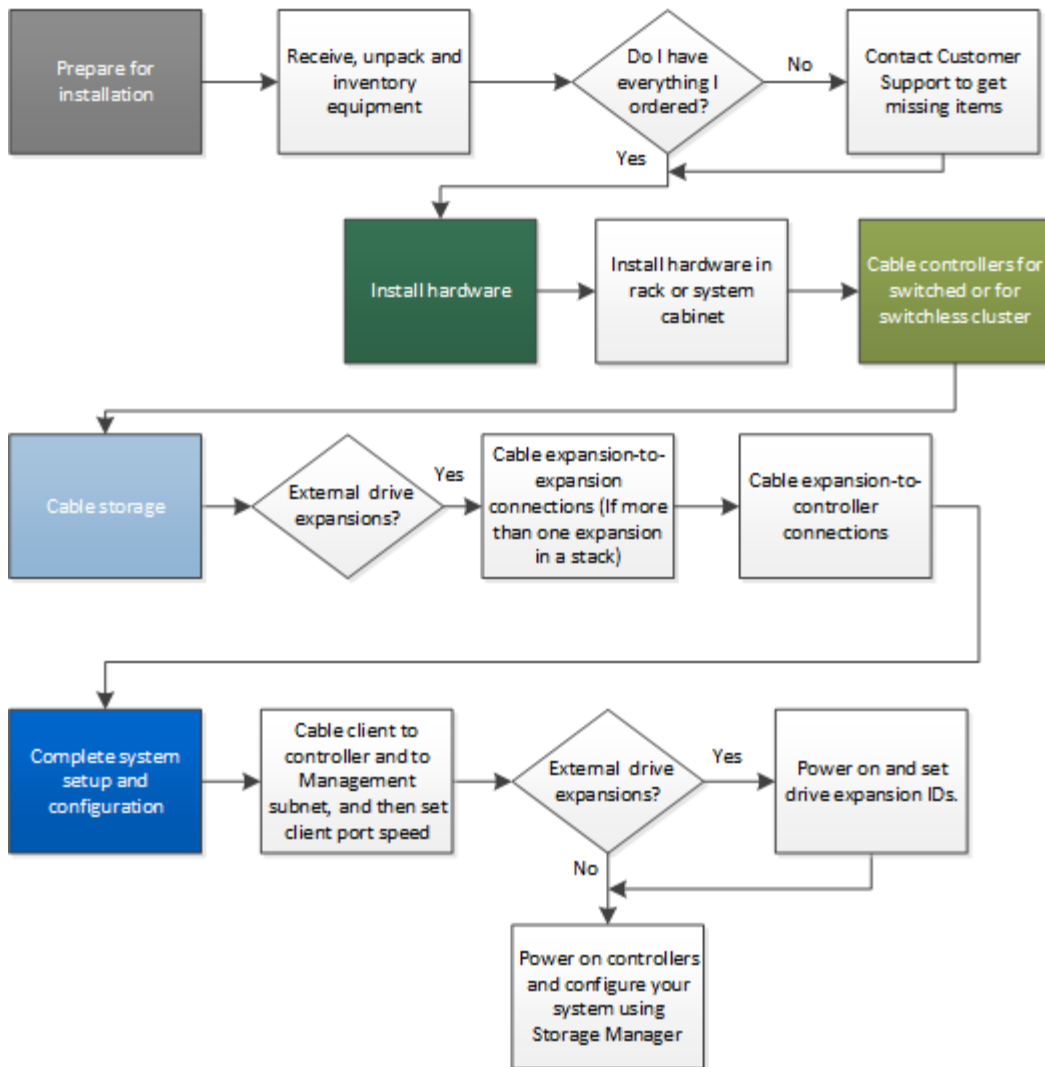 Prepare for
installation
Receive, unpack and
inventory
equipment
Do I have
everything I
ordered?
No
Contact Customer
Support to get
missing items
Yes
Install hardware
Install hardware in
rack or system
cabinet
Cable controllers for
switched or for
switchless cluster
Cable storage
External drive
expansions?
Yes
Cable expansion-to-
expansion
connections (If more
than one expansion
in a stack)
Cable expansion-to-
controller
connections
Complete system
setup and
configuration
Cable client to
controller and to
Management
subnet, and then set
client port speed
External drive
expansions?
Yes
Power on and set
drive expansion IDs.
No
Power on controllers
and configure your
system using
Storage Manager